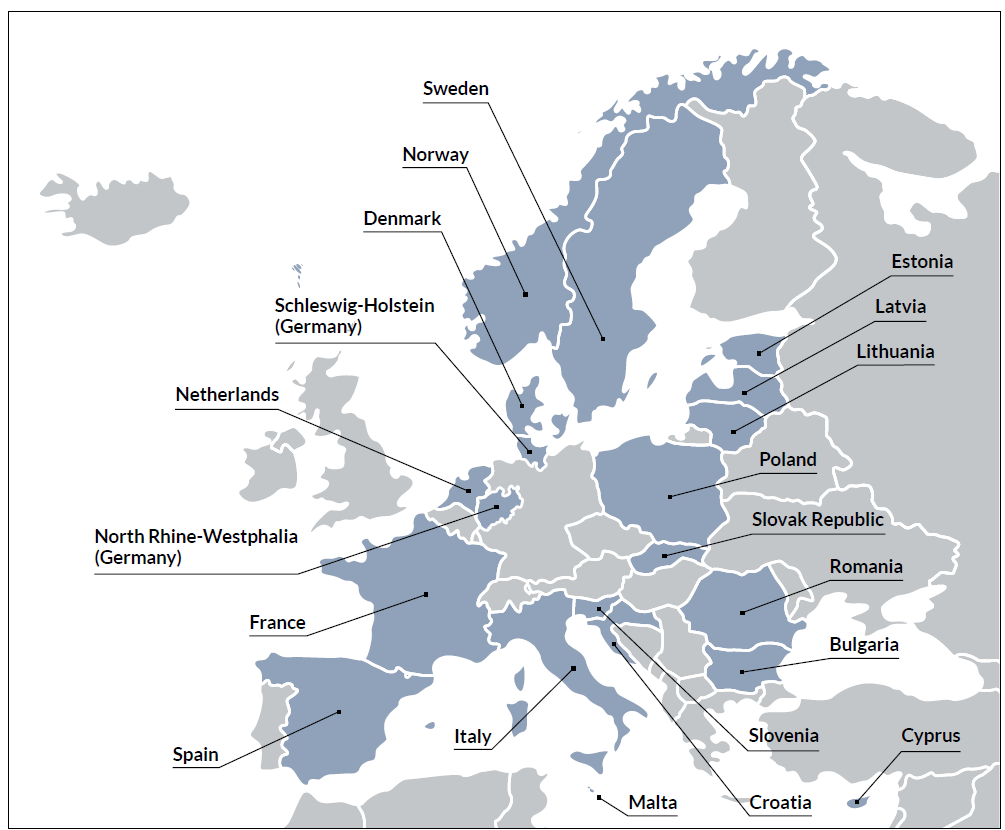 Sweden
Norway
Denmark
Estonia
Schleswig-Holstein
(Germany)
Latvia
Lithuania
Netherlands
Poland
Slovak Republic
North Rhine-Westphalia
(Germany)
Romania
France
Bulgaria
Italy
Slovenia
Cyprus
Spain
Malta
Croatia